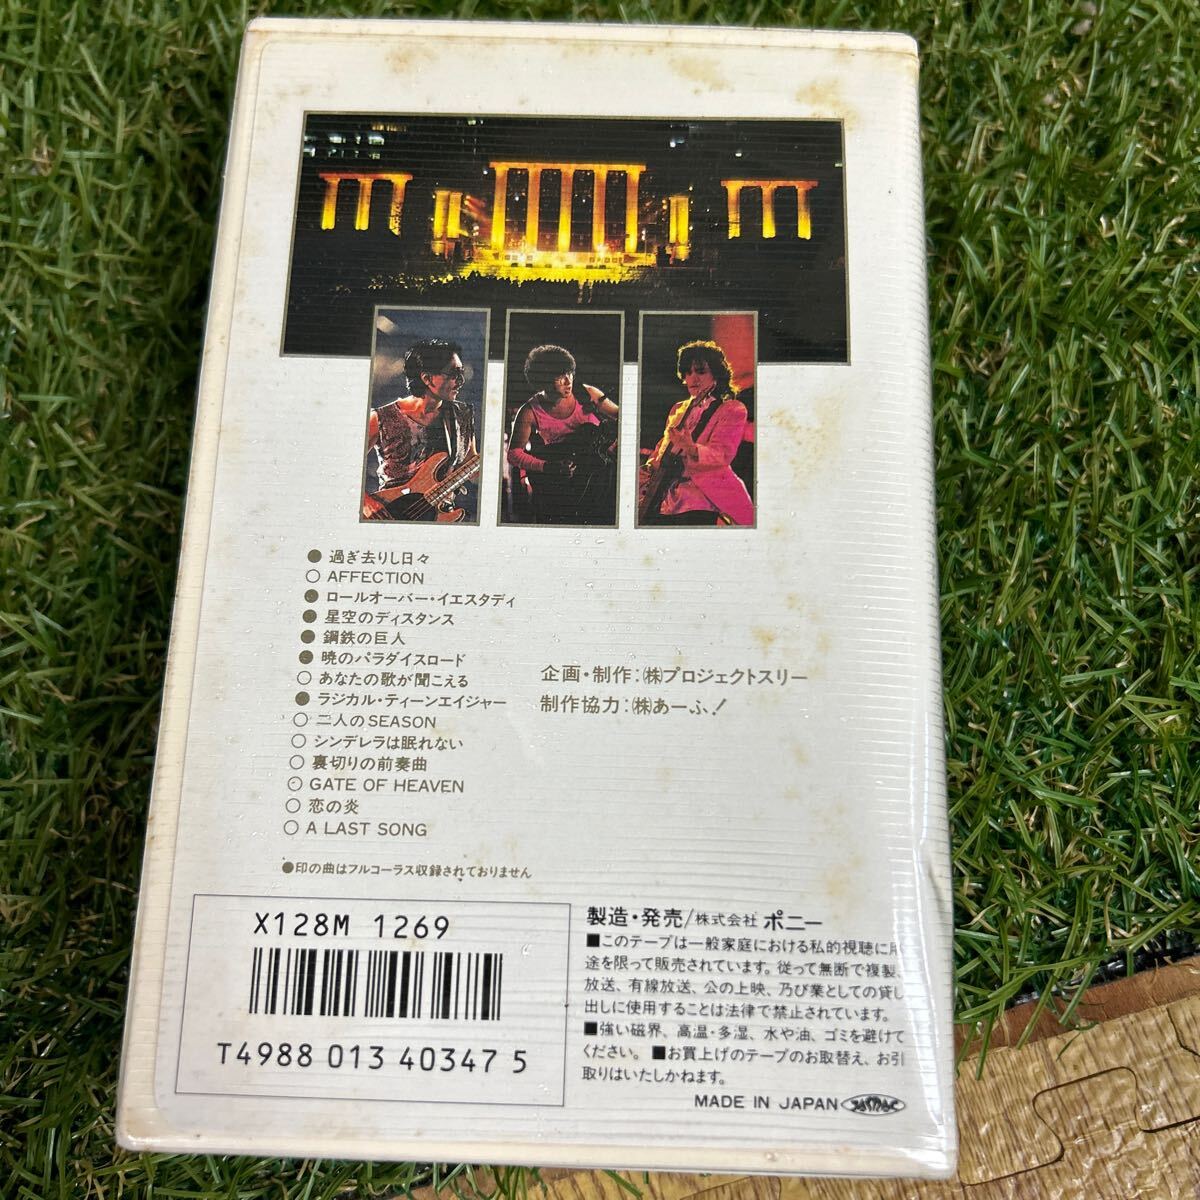 ●過ぎ去りし日々
○AFFECTION
●ロールオーバー・イエスタディ
●星空のディスタンス
●鋼鉄の巨人
●暁のパラダイスロード
○あなたの歌が聞こえる
●ラジカル・ティーンエイジャー
○二人のSEASON
○シンデレラは眠れない
○裏切りの前奏曲
○GATE OF HEAVEN
○恋の炎
○A LAST SONG
●印の曲はフルコーラス収録されておりません
企画・制作：㈱プロジェクトスリー
制作協力：㈱あーふ！
X128M 1269
T4988 013 40347 5
製造・発売/株式会社 ポニー
■このテープは一般家庭における私的視聴に用
途を限って販売されています。従って無断で複製、
放送、有線放送、公の上映、乃び業としての貸し
出しに使用することは法律で禁止されています。
■強い磁界、高温・多湿、水や油、ゴミを避けて
ください。■お買上げのテープのお取替え、お引
取りはいたしかねます。
MADE IN JAPAN